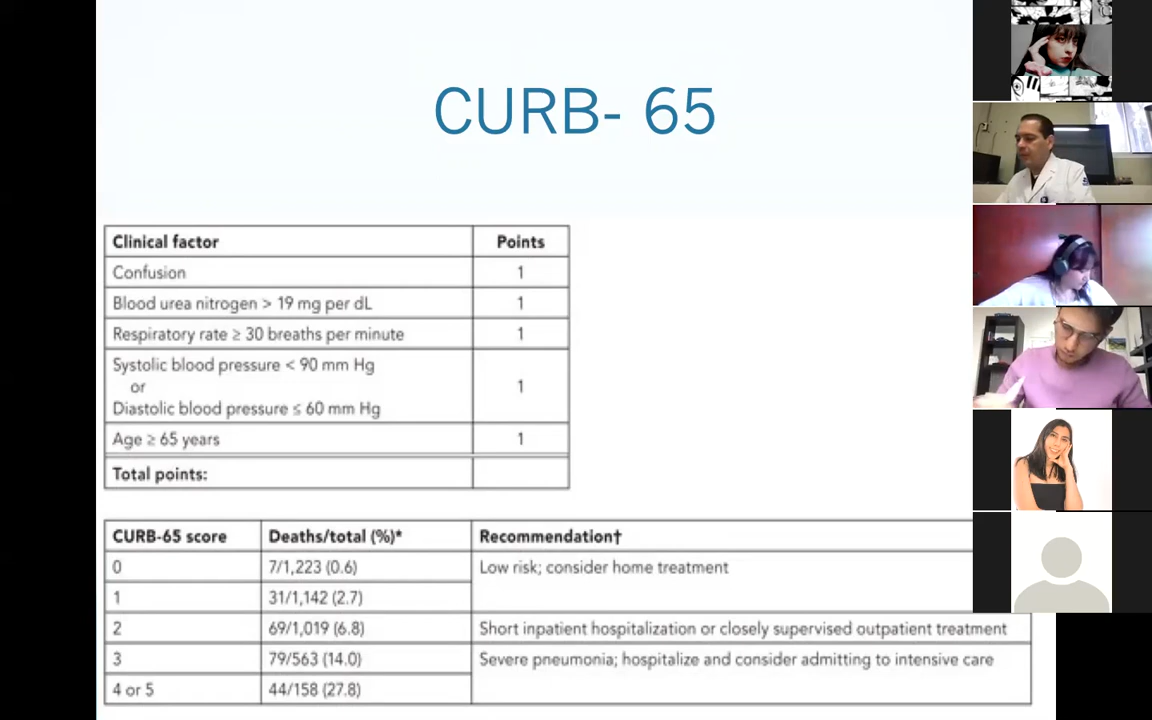 CURB- 65
Clinical factor Points
Confusion 1
Blood urea nitrogen > 19 mg per dL 1
Respiratory rate ≥ 30 breaths per minute 1
Systolic blood pressure < 90 mm Hg
or
Diastolic blood pressure ≤ 60 mm Hg 1
Age ≥ 65 years 1
Total points:
CURB-65 score Deaths/total (%)* Recommendation†
0 7/1,223 (0.6) Low risk; consider home treatment
1 31/1,142 (2.7)
2 69/1,019 (6.8) Short inpatient hospitalization or closely supervised outpatient treatment
3 79/563 (14.0) Severe pneumonia; hospitalize and consider admitting to intensive care
4 or 5 44/158 (27.8)